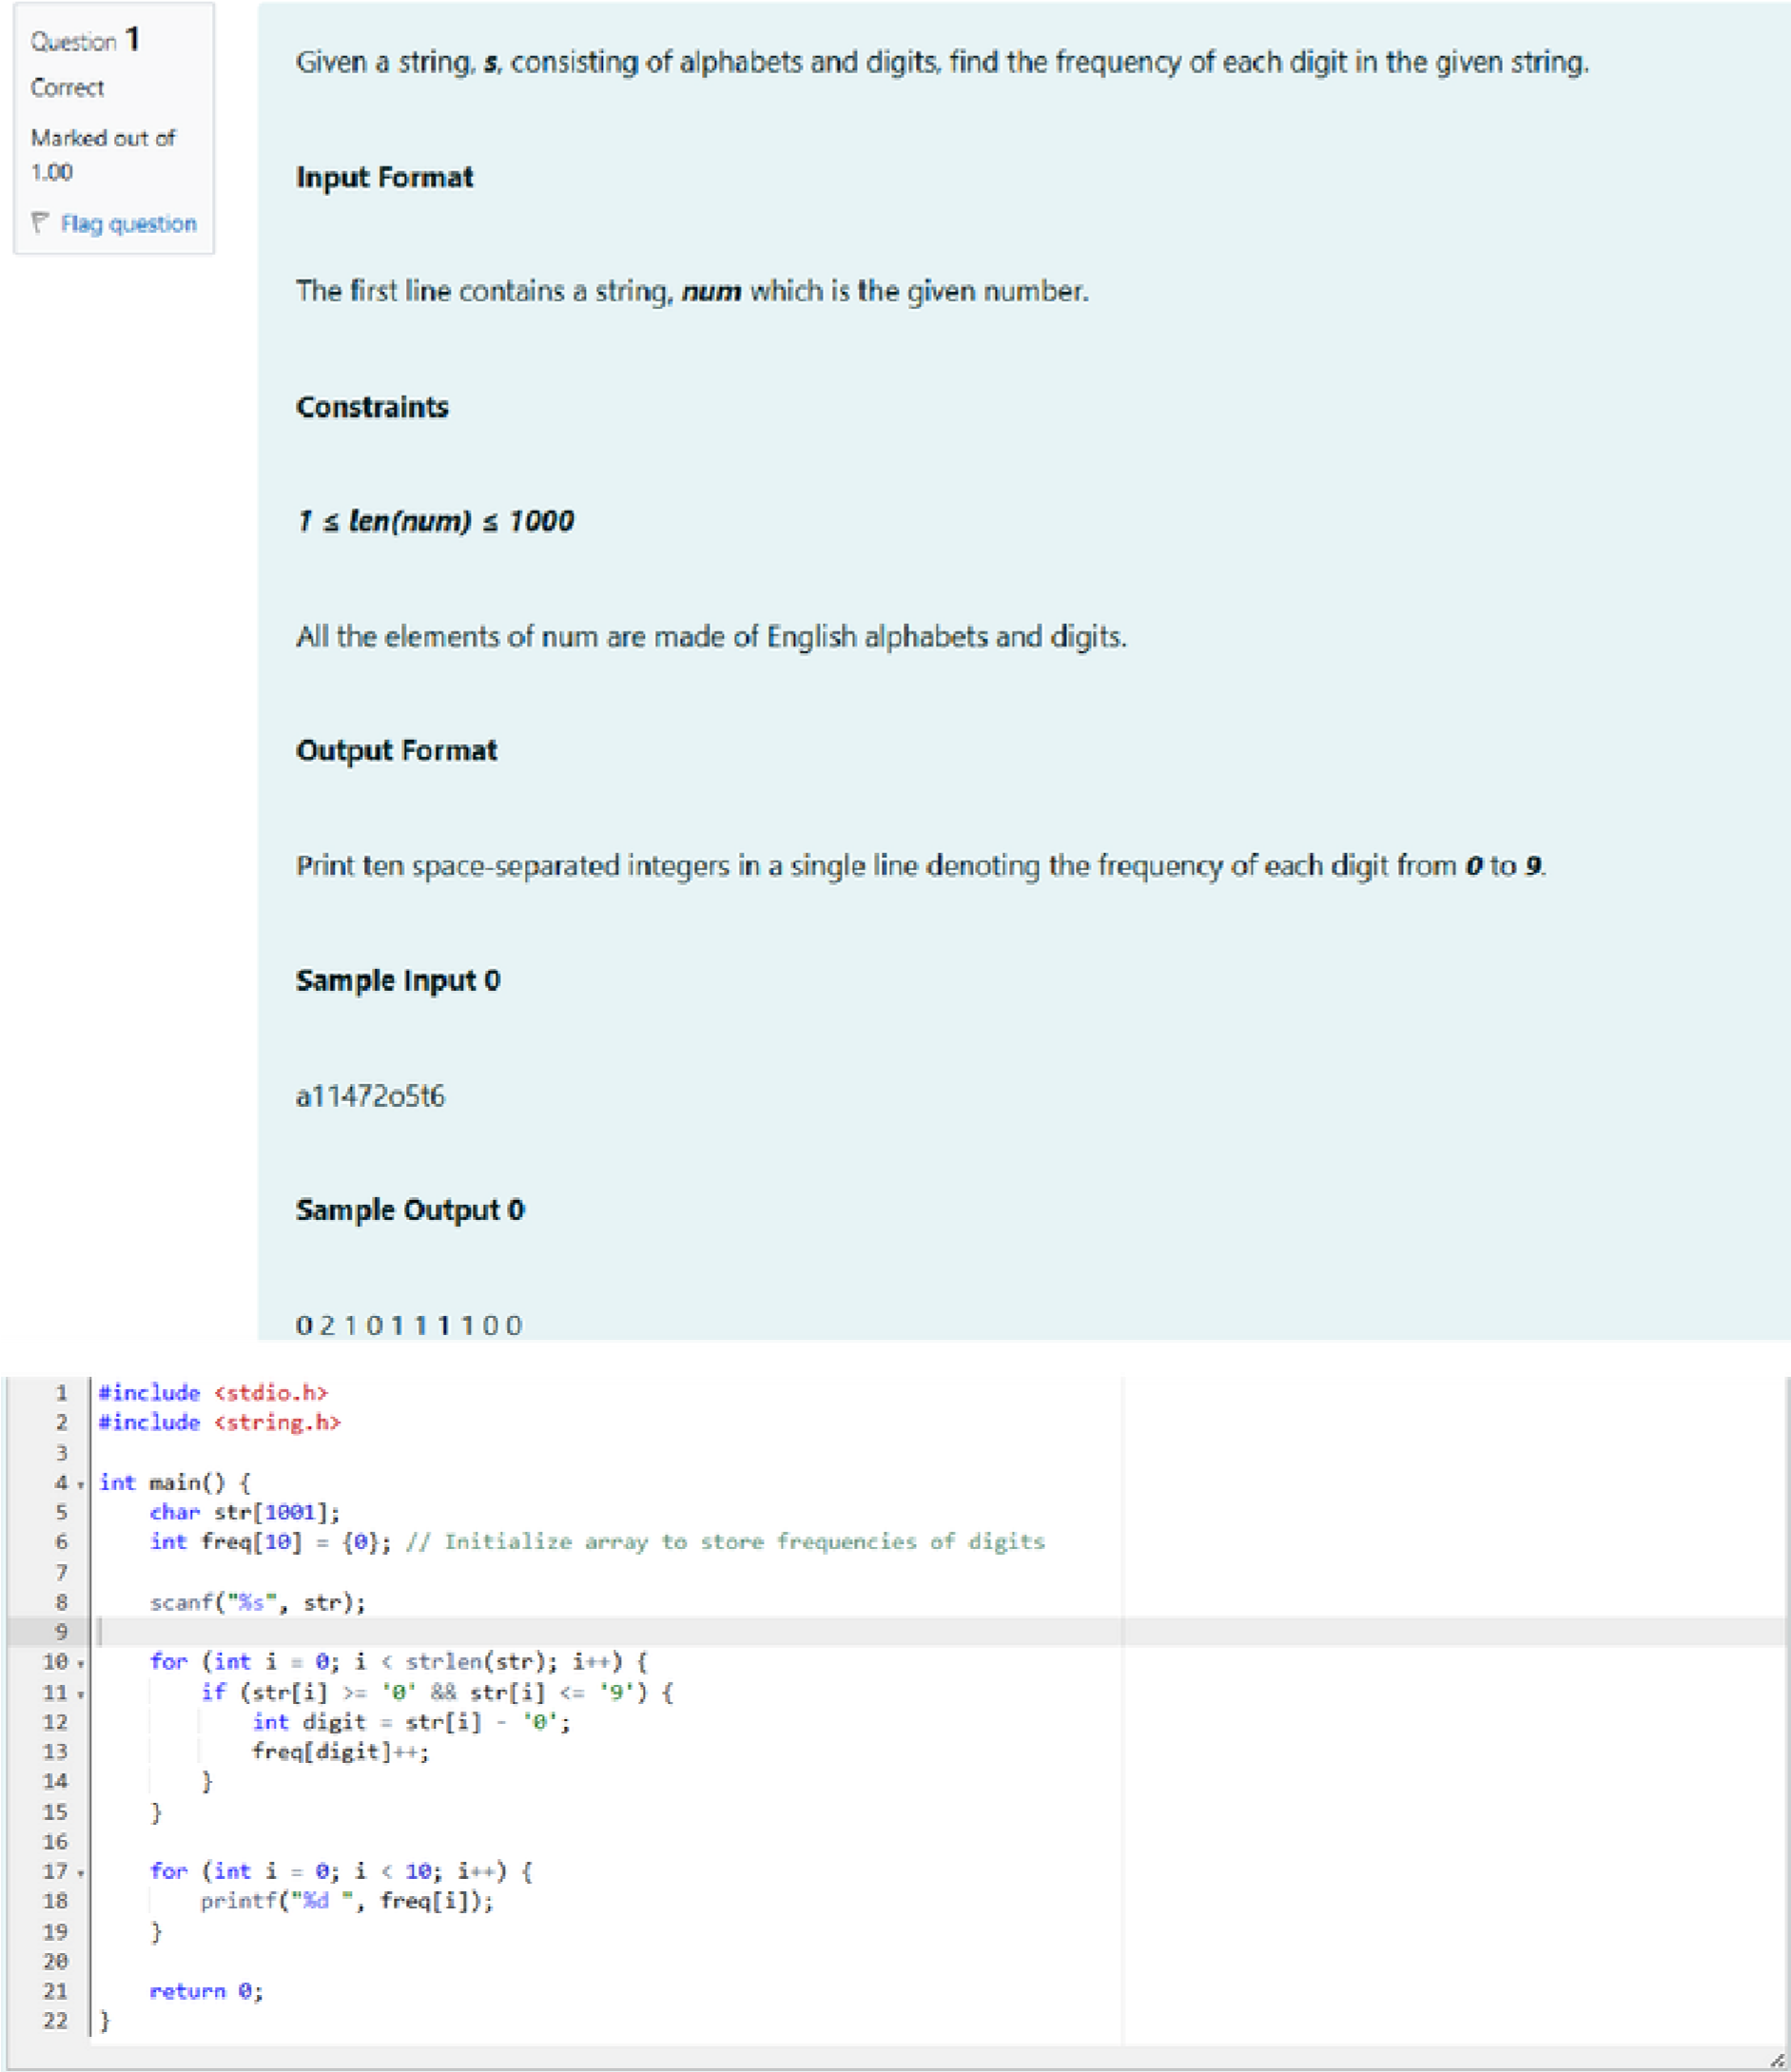 Question 1
Correct
Marked out of
1.00
Flag question
Given a string, s, consisting of alphabets and digits, find the frequency of each digit in the given string.
Input Format
The first line contains a string, num which is the given number.
Constraints
1 ≤ len(num) ≤ 1000
All the elements of num are made of English alphabets and digits.
Output Format
Print ten space-separated integers in a single line denoting the frequency of each digit from 0 to 9.
Sample Input 0
a11472o5t6
Sample Output 0
0 2 1 0 1 1 1 1 0 0
1 #include <stdio.h>
2 #include <string.h>
3
4 int main() {
5     char str[1001];
6     int freq[10] = {0}; // Initialize array to store frequencies of digits
7
8     scanf("%s", str);
9
10     for (int i = 0; i < strlen(str); i++) {
11         if (str[i] >= '0' && str[i] <= '9') {
12             int digit = str[i] - '0';
13             freq[digit]++;
14         }
15     }
16
17     for (int i = 0; i < 10; i++) {
18         printf("%d ", freq[i]);
19     }
20
21     return 0;
22 }